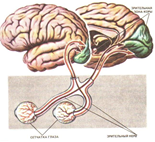 ЗРИТЕЛЬНАЯ
ЗОНА КОРЫ
СЕТЧАТКА ГЛАЗА
ЗРИТЕЛЬНЫЙ НЕРВ